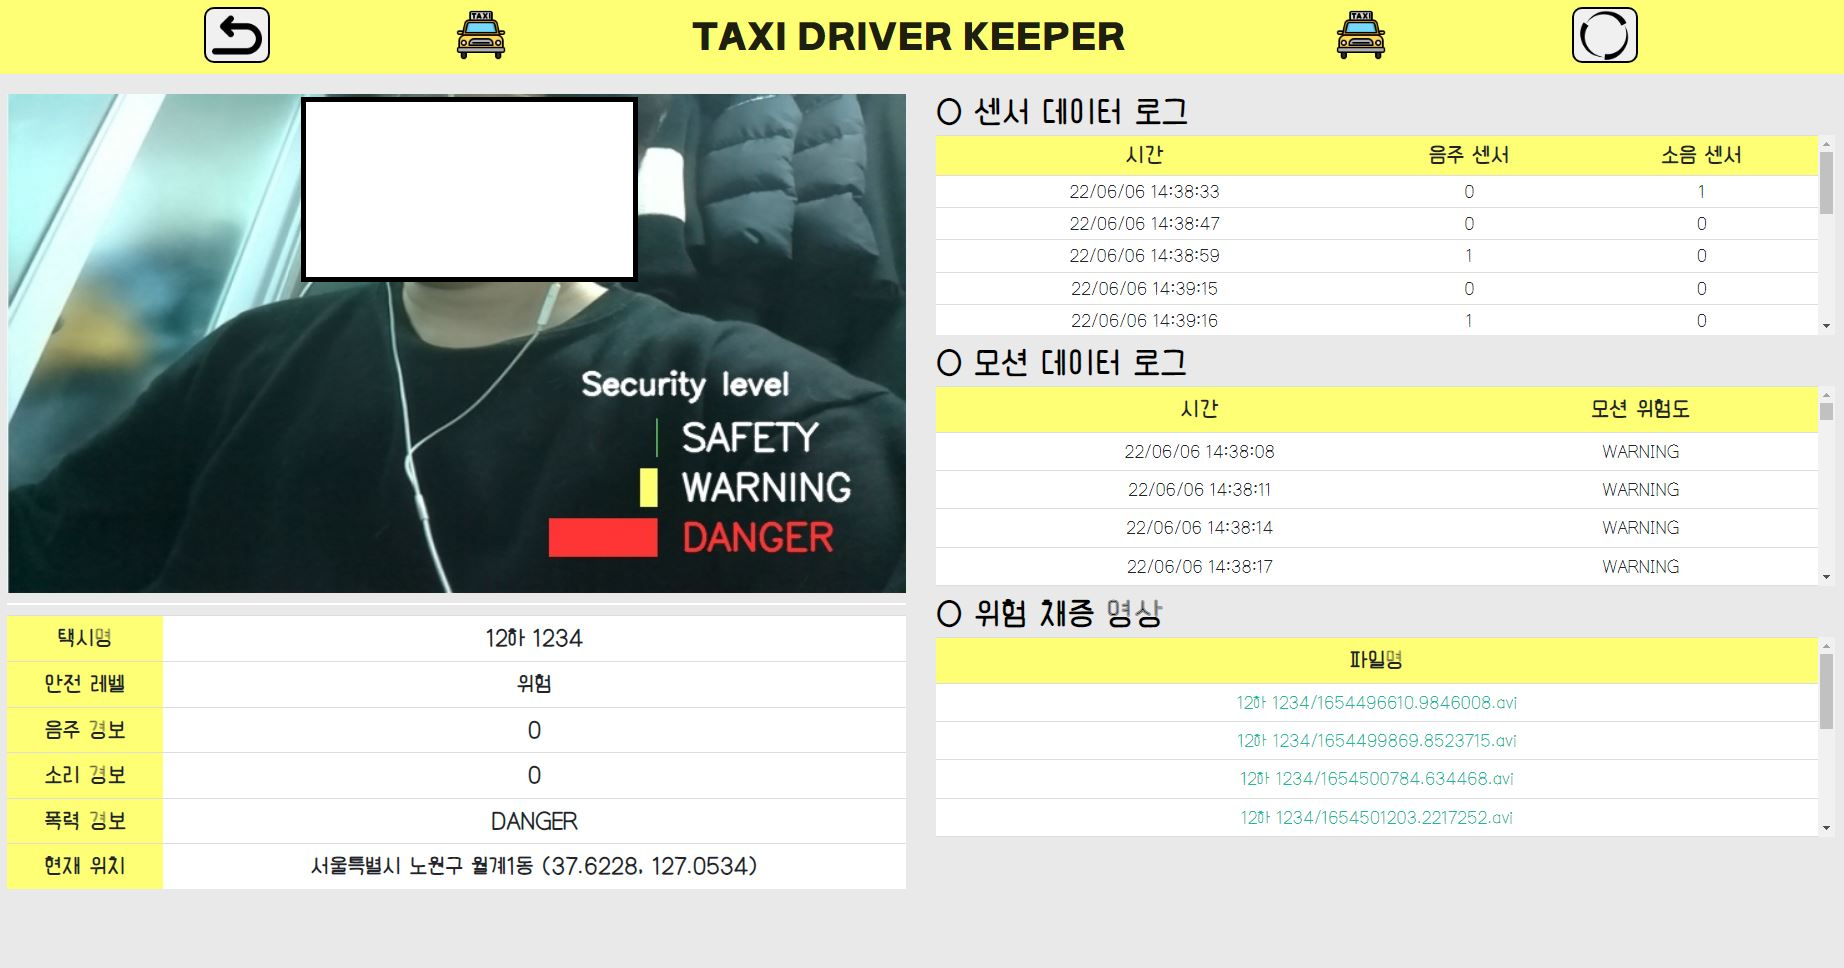 TAXI
TAXI DRIVER KEEPER
TAXI
Security level
SAFETY
WARNING
DANGER
택시명 12하 1234
안전 레벨 위험
음주 경보 0
소리 경보 0
폭력 경보 DANGER
현재 위치 서울특별시 노원구 월계1동 (37.6228, 127.0534)
○ 센서 데이터 로그
시간 음주 센서 소음 센서
22/06/06 14:38:33 0 1
22/06/06 14:38:47 0 0
22/06/06 14:38:59 1 0
22/06/06 14:39:15 0 0
22/06/06 14:39:16 1 0
○ 모션 데이터 로그
시간 모션 위험도
22/06/06 14:38:08 WARNING
22/06/06 14:38:11 WARNING
22/06/06 14:38:14 WARNING
22/06/06 14:38:17 WARNING
○ 위험 채증 영상
파일명
12하 1234/1654496610.9846008.avi
12하 1234/1654499869.8523715.avi
12하 1234/1654500784.634468.avi
12하 1234/1654501203.2217252.avi